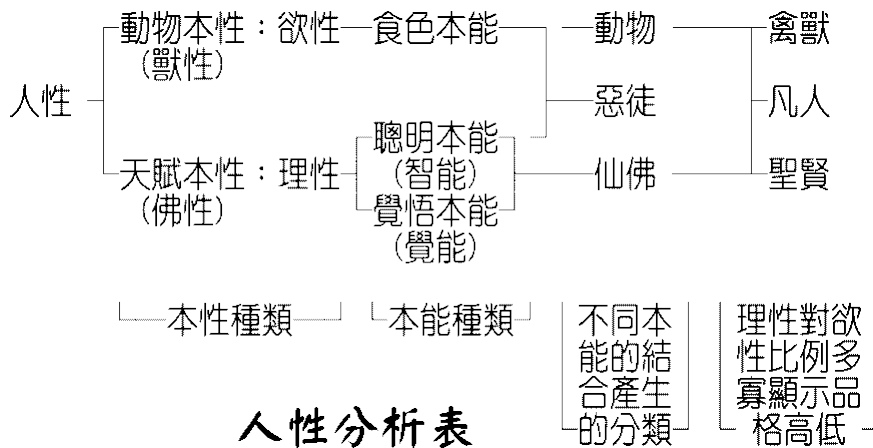 動物本性：欲性 食色本能 動物 禽獸
(獸性)
人性 惡徒 凡人
聰明本能
天賦本性：理性 (智能) 仙佛 聖賢
(佛性) 覺悟本能
(覺能)
本性種類 本能種類
不同本
能的結
合產生
的分類
理性對欲
性比例多
寡顯示品
格高低
人性分析表